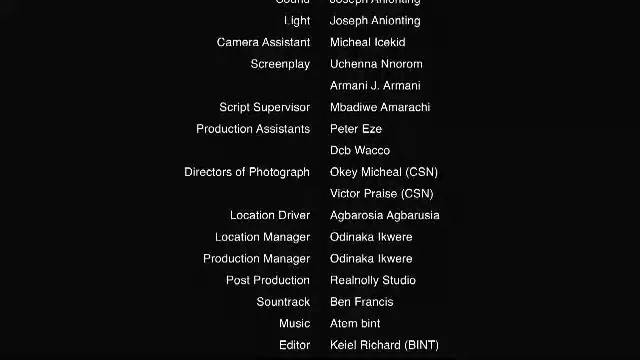 Sound Joseph Anionting
Light Joseph Anionting
Camera Assistant Micheal Icekid
Screenplay Uchenna Nnorom
Armani J. Armani
Script Supervisor Mbadiwe Amarachi
Production Assistants Peter Eze
Dcb Wacco
Directors of Photograph Okey Micheal (CSN)
Victor Praise (CSN)
Location Driver Agbarosia Agbarusia
Location Manager Odinaka Ikwere
Production Manager Odinaka Ikwere
Post Production Realnolly Studio
Sountrack Ben Francis
Music Atem bint
Editor Keiel Richard (BINT)